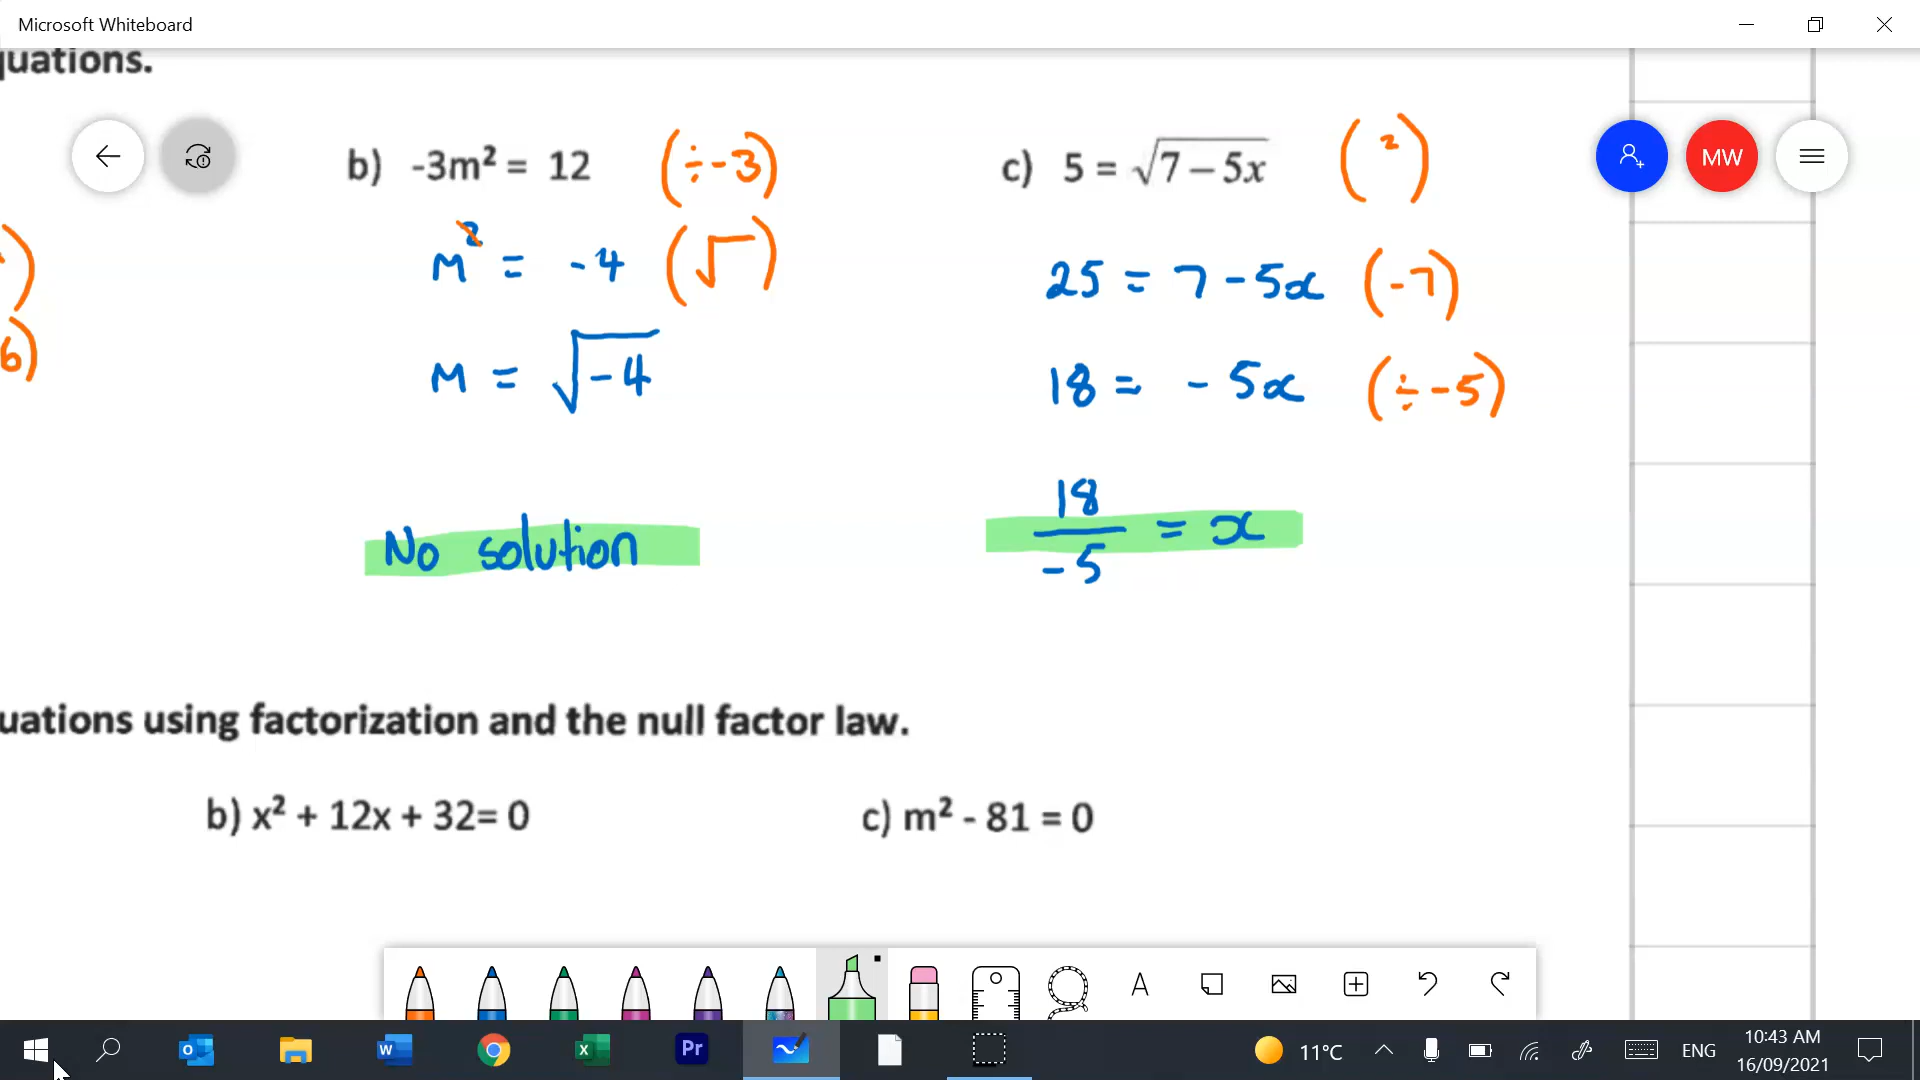 Microsoft Whiteboard
quations.
b) -3m² = 12 (÷-3)
m² = -4 (√)
m = √-4
No solution
6)
c) 5 = √7 – 5x ( ² )
25 = 7 - 5x (-7)
18 = - 5x (÷ -5)
18/-5 = x
MW
uations using factorization and the null factor law.
b) x² + 12x + 32= 0
c) m² - 81 = 0
A
Pr
11°C
ENG
10:43 AM
16/09/2021